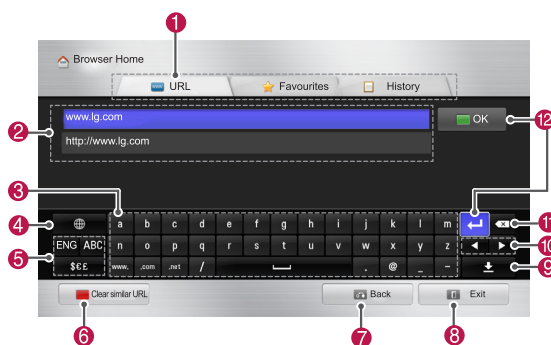 1
Browser Home
URL Favourites History
2 www.lg.com OK 12
http://www.lg.com
3
4 a b c d e f g h i j k l m 11
5 ENG ABC n o p q r s t u v w x y z 10
$€£ www. .com .net / . @ _ - 9
Clear similar URL Back Exit
6 7 8